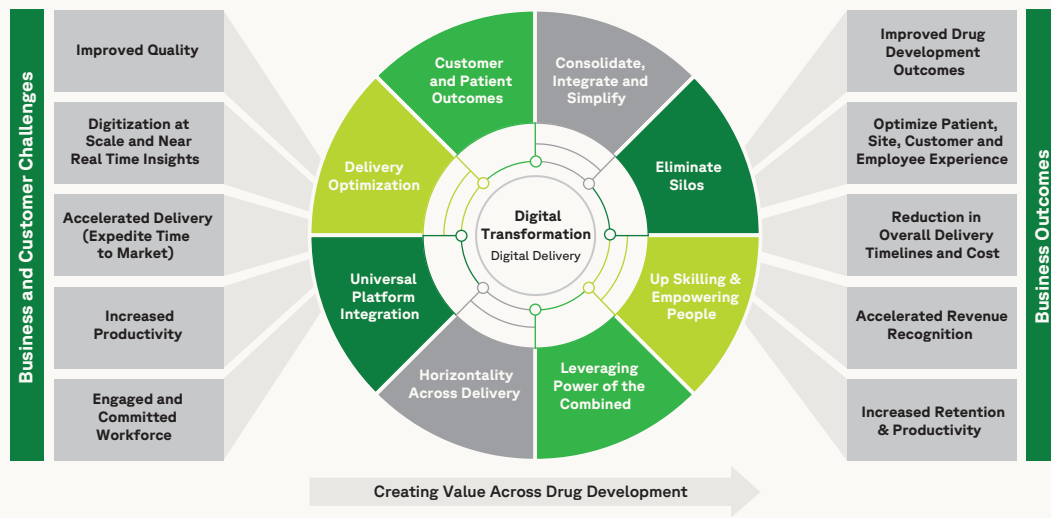 Business and Customer Challenges
Improved Quality
Digitization at
Scale and Near
Real Time Insights
Accelerated Delivery
(Expedite Time
to Market)
Increased
Productivity
Engaged and
Committed
Workforce
Customer
and Patient
Outcomes
Consolidate,
Integrate and
Simplify
Eliminate
Silos
Up Skilling &
Empowering
People
Leveraging
Power of the
Combined
Horizontality
Across Delivery
Universal
Platform
Integration
Delivery
Optimization
Digital
Transformation
Digital Delivery
Improved Drug
Development
Outcomes
Optimize Patient,
Site, Customer and
Employee Experience
Reduction in
Overall Delivery
Timelines and Cost
Accelerated Revenue
Recognition
Increased Retention
& Productivity
Business Outcomes
Creating Value Across Drug Development